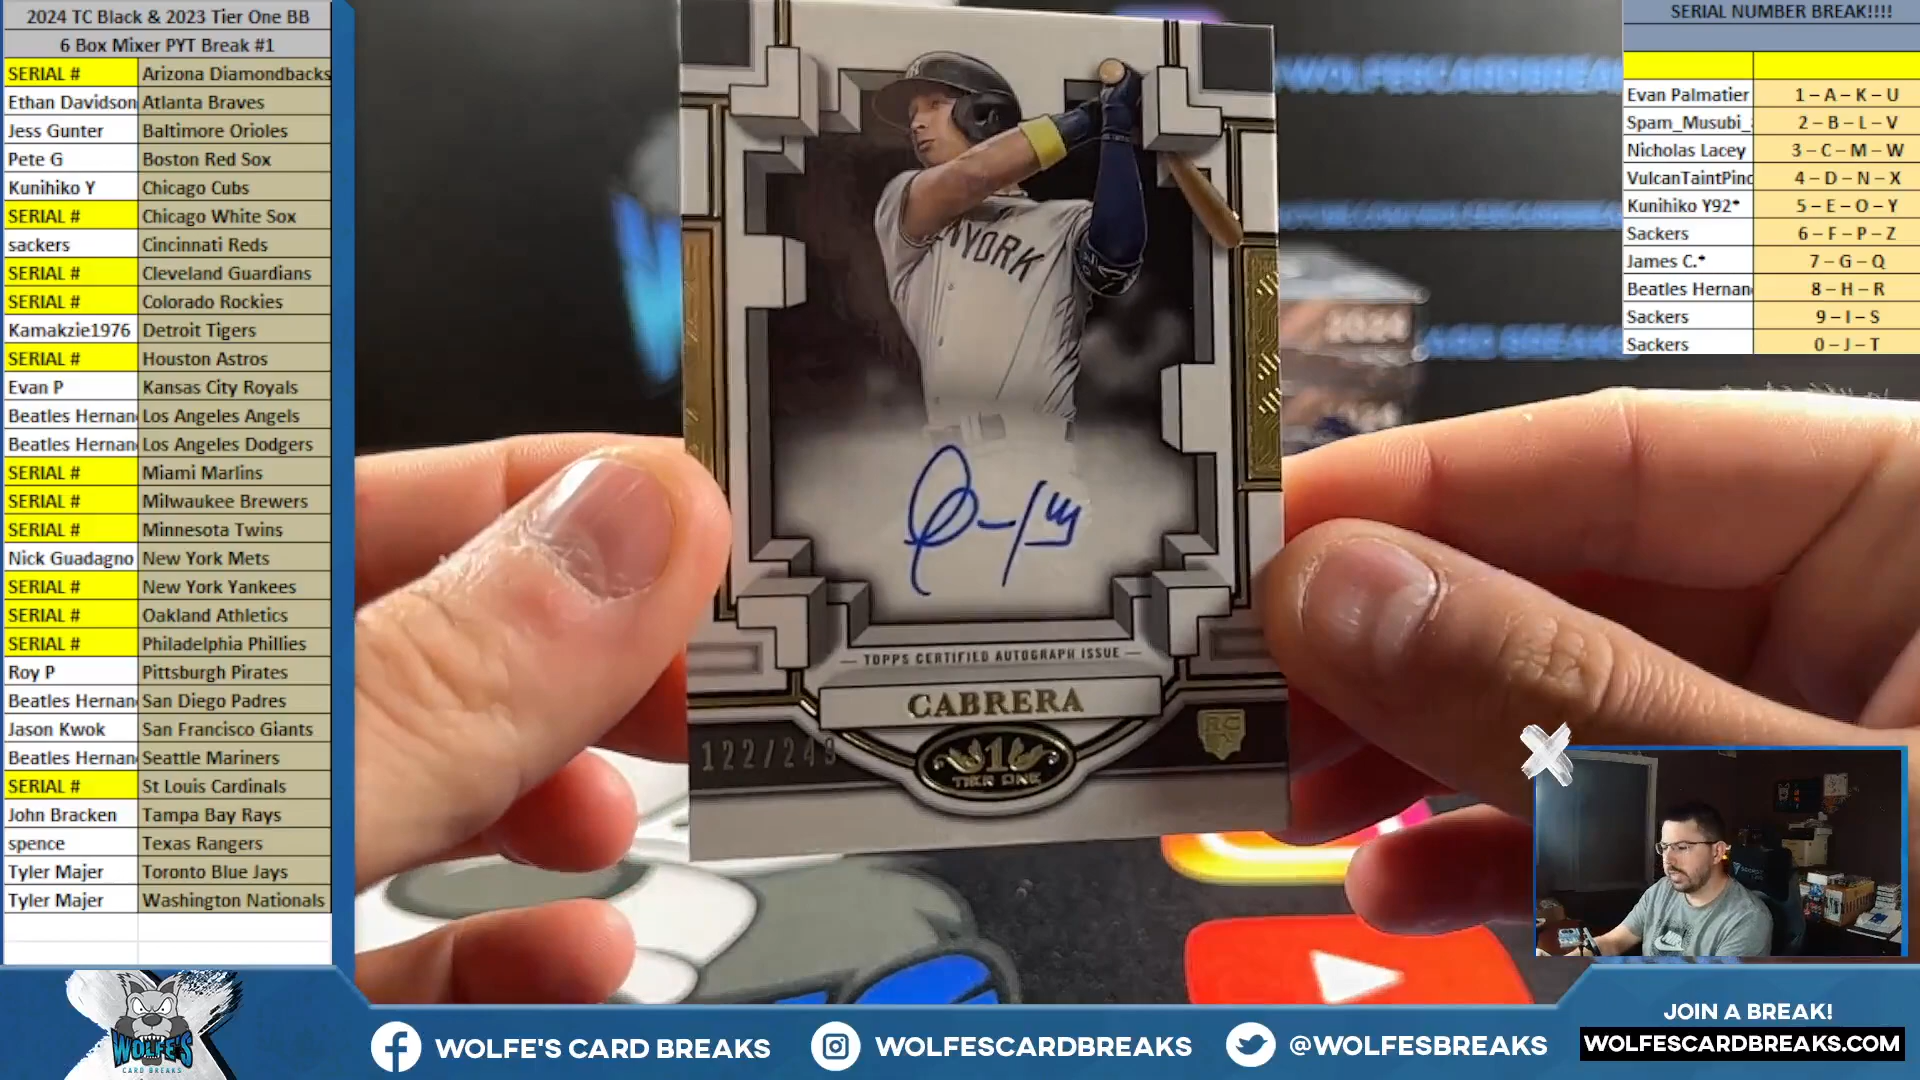 2024 TC Black & 2023 Tier One BB
6 Box Mixer PYT Break #1
SERIAL # Arizona Diamondbacks
Ethan Davidson Atlanta Braves
Jess Gunter Baltimore Orioles
Pete G Boston Red Sox
Kunihiko Y Chicago Cubs
SERIAL # Chicago White Sox
sackers Cincinnati Reds
SERIAL # Cleveland Guardians
SERIAL # Colorado Rockies
Kamakzie1976 Detroit Tigers
SERIAL # Houston Astros
Evan P Kansas City Royals
Beatles Hernan Los Angeles Angels
Beatles Hernan Los Angeles Dodgers
SERIAL # Miami Marlins
SERIAL # Milwaukee Brewers
SERIAL # Minnesota Twins
Nick Guadagno New York Mets
SERIAL # New York Yankees
SERIAL # Oakland Athletics
SERIAL # Philadelphia Phillies
Roy P Pittsburgh Pirates
Beatles Hernan San Diego Padres
Jason Kwok San Francisco Giants
Beatles Hernan Seattle Mariners
SERIAL # St Louis Cardinals
John Bracken Tampa Bay Rays
spence Texas Rangers
Tyler Majer Toronto Blue Jays
Tyler Majer Washington Nationals
WOLFESCARDBREAK
CARD BREAKS
2024
YORK
TOPPS CERTIFIED AUTOGRAPH ISSUE
CABRERA
122/249
1
TIER ONE
RC
SERIAL NUMBER BREAK!!!!
Evan Palmatier 1 – A – K – U
Spam_Musubi_ 2 – B – L – V
Nicholas Lacey 3 – C – M – W
VulcanTaintPinc 4 – D – N – X
Kunihiko Y92* 5 – E – O – Y
Sackers 6 – F – P – Z
James C.* 7 – G – Q
Beatles Hernan 8 – H – R
Sackers 9 – I – S
Sackers 0 – J – T
WOLFE'S
CARD BREAKS
WOLFE'S CARD BREAKS
WOLFESCARDBREAKS
@WOLFESBREAKS
JOIN A BREAK!
WOLFESCARDBREAKS.COM